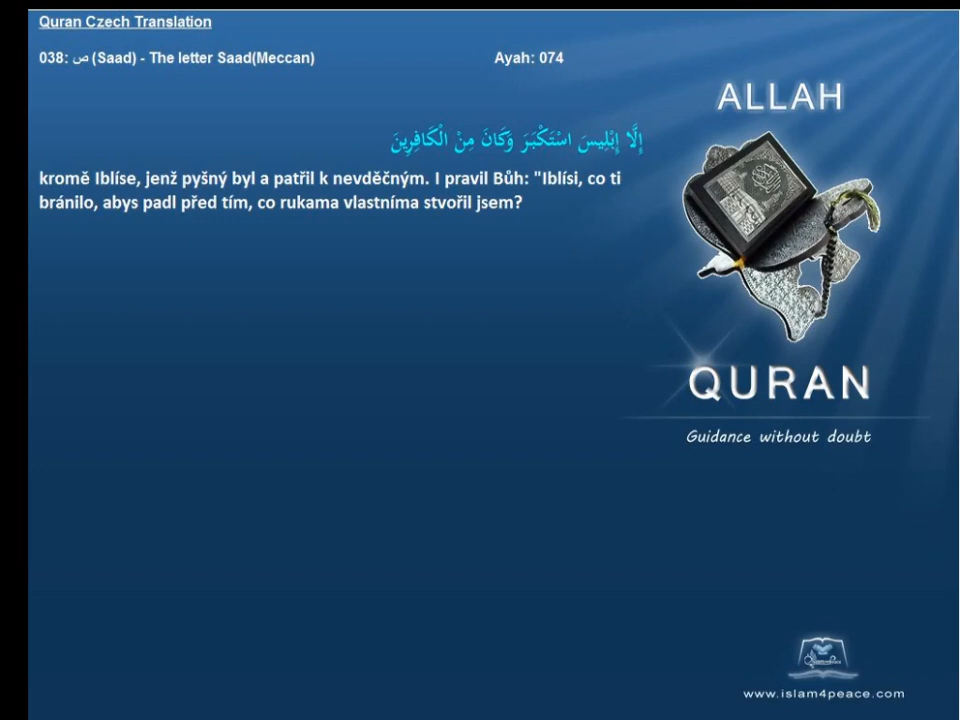 Quran Czech Translation
038: ص (Saad) - The letter Saad(Meccan) Ayah: 074
ALLAH
إِلَّا إِبْلِيسَ اسْتَكْبَرَ وَكَانَ مِنْ الْكَافِرِينَ
kromě Iblíse, jenž pyšný byl a patřil k nevděčným. I pravil Bůh: "Iblísi, co ti
bránilo, abys padl před tím, co rukama vlastníma stvořil jsem?
QURAN
Guidance without doubt
www.islam4peace.com